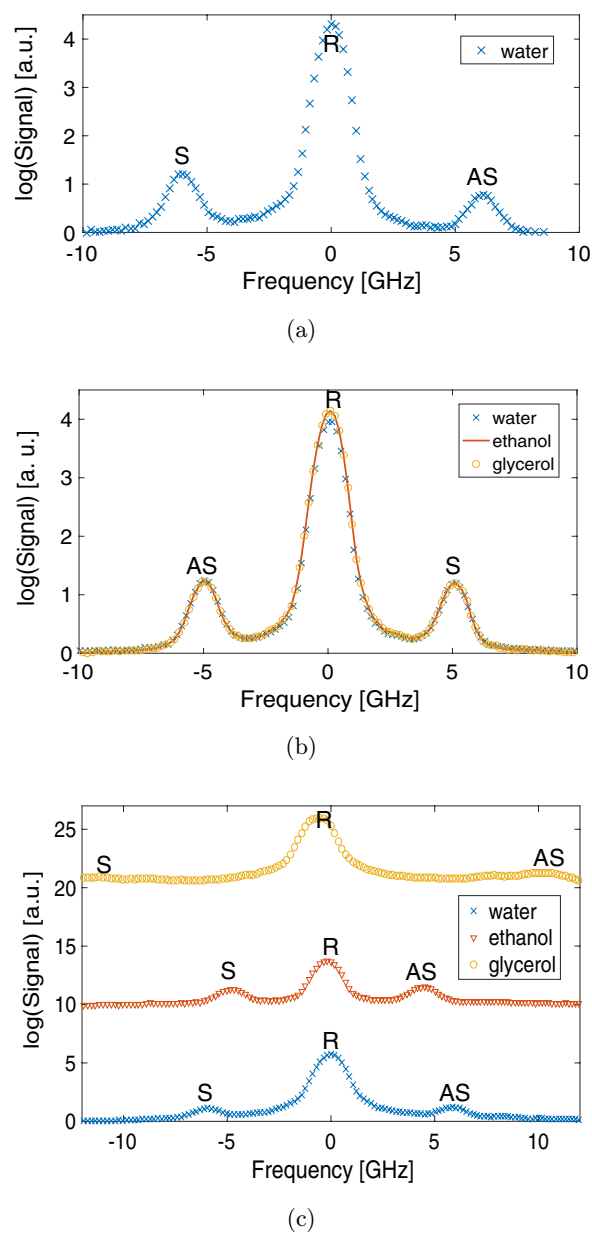 4
3
2
1
0
log(Signal) [a.u.]
R
S
AS
water
-10
-5
0
5
10
Frequency [GHz]
(a)
4
3
2
1
0
log(Signal) [a. u.]
R
AS
S
water
ethanol
glycerol
-10
-5
0
5
10
Frequency [GHz]
(b)
25
20
15
10
5
0
log(Signal) [a.u.]
S
R
AS
water
ethanol
glycerol
S
R
AS
S
R
AS
-10
-5
0
5
10
Frequency [GHz]
(c)